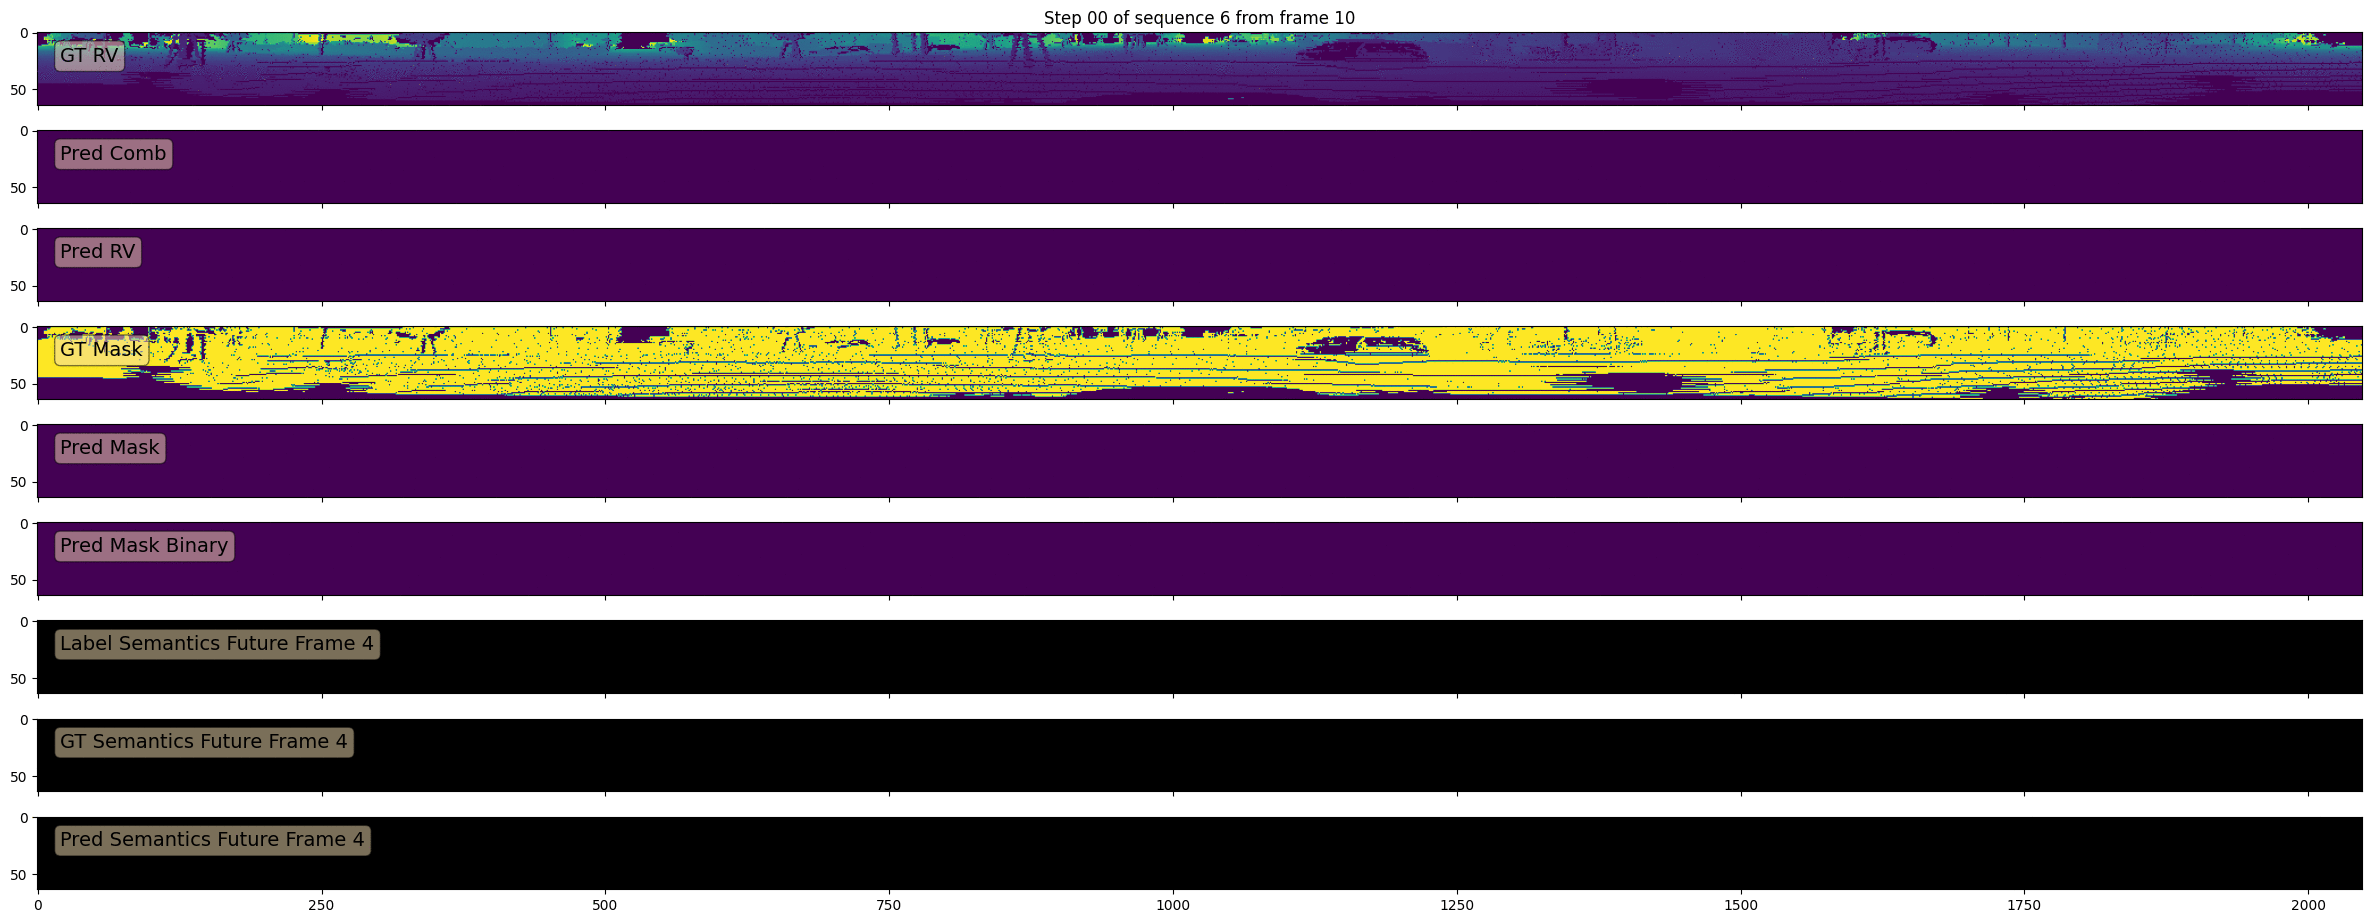 Step 00 of sequence 6 from frame 10
0
GT RV
50
0
Pred Comb
50
0
Pred RV
50
0
GT Mask
50
0
Pred Mask
50
0
Pred Mask Binary
50
0
Label Semantics Future Frame 4
50
0
GT Semantics Future Frame 4
50
0
Pred Semantics Future Frame 4
50
0 250 500 750 1000 1250 1500 1750 2000